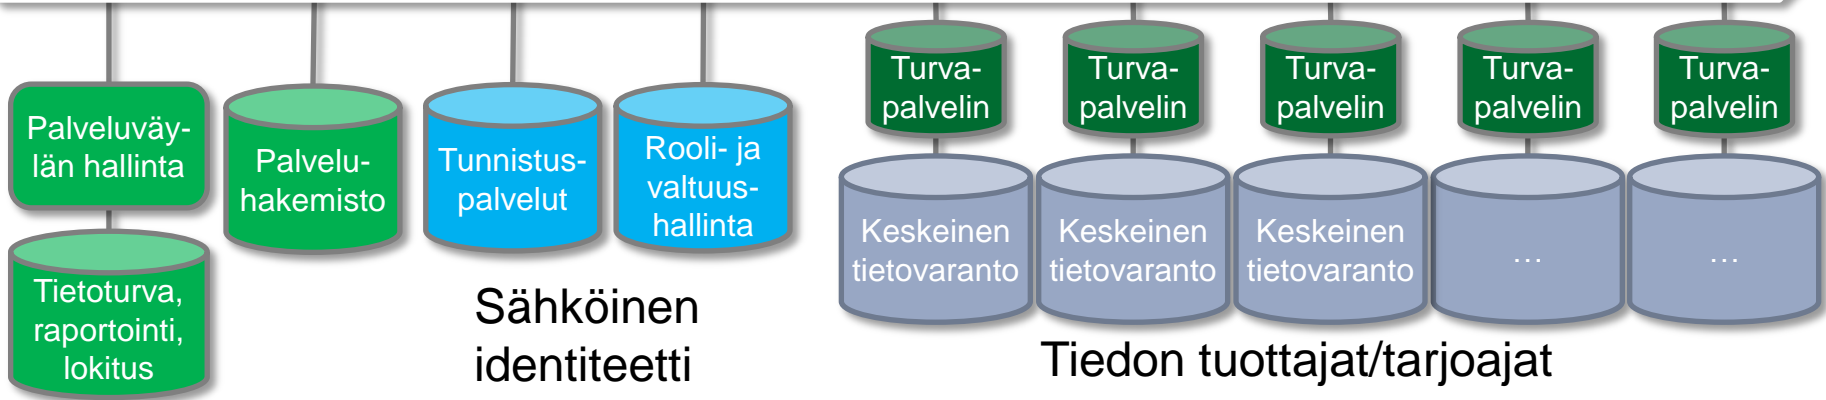 Palveluväy-
län hallinta
Tietoturva,
raportointi,
lokitus
Palvelu-
hakemisto
Tunnistus-
palvelut
Rooli- ja
valtuus-
hallinta
Sähköinen
identiteetti
Turva-
palvelin
Turva-
palvelin
Turva-
palvelin
Turva-
palvelin
Turva-
palvelin
Keskeinen
tietovaranto
Keskeinen
tietovaranto
Keskeinen
tietovaranto
...
...
Tiedon tuottajat/tarjoajat